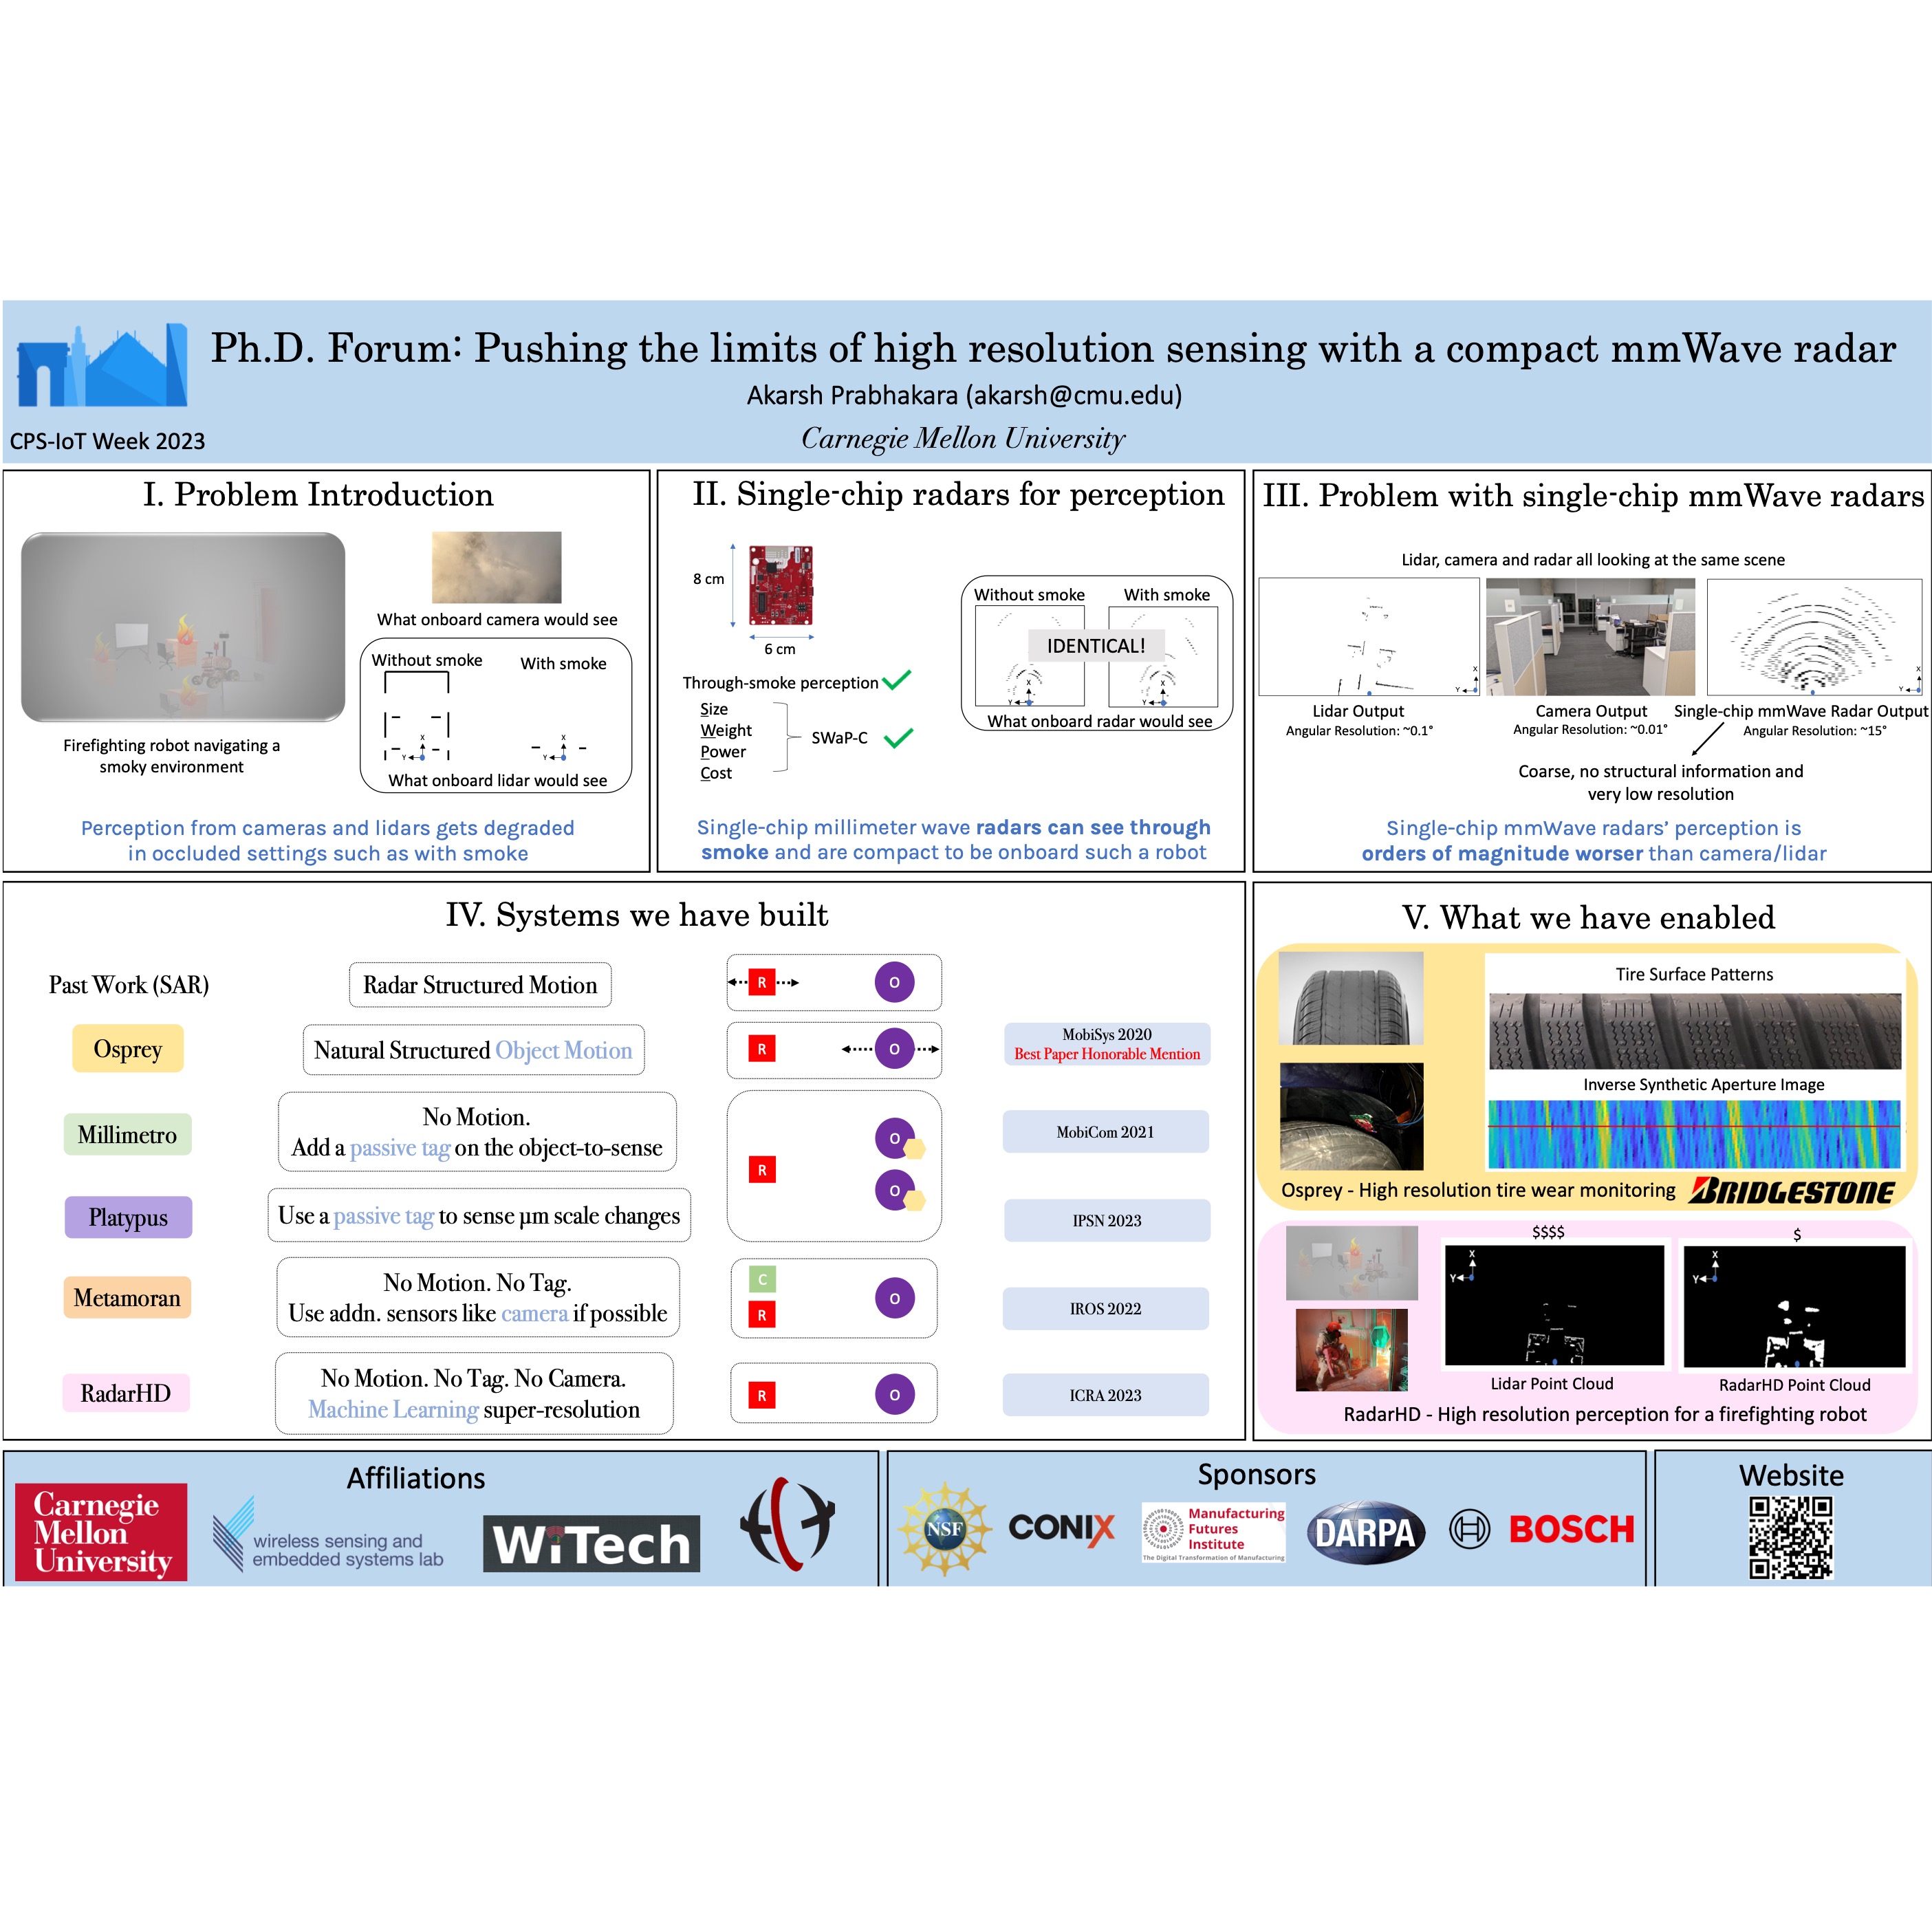 Ph.D. Forum: Pushing the limits of high resolution sensing with a compact mmWave radar
Akarsh Prabhakara (akarsh@cmu.edu)
CPS-IoT Week 2023
Carnegie Mellon University
I. Problem Introduction
What onboard camera would see
Without smoke
With smoke
X
Y
X
Y
What onboard lidar would see
Firefighting robot navigating a
smoky environment
Perception from cameras and lidars gets degraded
in occluded settings such as with smoke
II. Single-chip radars for perception
8 cm
6 cm
Through-smoke perception
Size
Weight
Power
Cost
SWaP-C
Without smoke
With smoke
IDENTICAL!
X
Y
X
Y
What onboard radar would see
Single-chip millimeter wave radars can see through
smoke and are compact to be onboard such a robot
III. Problem with single-chip mmWave radars
Lidar, camera and radar all looking at the same scene
X
Y
X
Y
Lidar Output
Angular Resolution: ~0.1°
Camera Output
Angular Resolution: ~0.01°
Single-chip mmWave Radar Output
Angular Resolution: ~15°
Coarse, no structural information and
very low resolution
Single-chip mmWave radars' perception is
orders of magnitude worser than camera/lidar
IV. Systems we have built
Past Work (SAR)
Radar Structured Motion
R
O
Osprey
Natural Structured Object Motion
R
O
MobiSys 2020
Best Paper Honorable Mention
Millimetro
No Motion.
Add a passive tag on the object-to-sense
R
O
O
MobiCom 2021
Platypus
Use a passive tag to sense µm scale changes
IPSN 2023
Metamoran
No Motion. No Tag.
Use addn. sensors like camera if possible
C
R
O
IROS 2022
RadarHD
No Motion. No Tag. No Camera.
Machine Learning super-resolution
R
O
ICRA 2023
V. What we have enabled
Tire Surface Patterns
Inverse Synthetic Aperture Image
Osprey - High resolution tire wear monitoring
BRIDGESTONE
$$$$
$
X
Y
X
Y
Lidar Point Cloud
RadarHD Point Cloud
RadarHD - High resolution perception for a firefighting robot
Affiliations
Carnegie
Mellon
University
wireless sensing and
embedded systems lab
WiTech
Sponsors
NSF
CONIX
Manufacturing
Futures
Institute
The Digital Transformation of Manufacturing
DARPA
BOSCH
Website